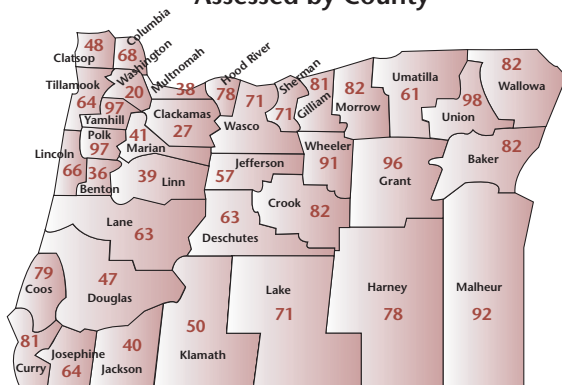 Assessed by County
Columbia
48
68
Clatsop
Washington
Multnomah
Hood River
Sherman
Tillamook
20
38
78
71
71
81
Gilliam
82
Morrow
Umatilla
61
98
Union
82
Wallowa
64
97
Yamhill
Clackamas
27
Wasco
Polk
97
41
Marian
Lincoln
66
36
Benton
39 Linn
Jefferson
57
Wheeler
91
96
Grant
82
Baker
Lane
63
63
Deschutes
Crook
82
79
Coos
47
Douglas
50
Klamath
Lake
71
Harney
78
Malheur
92
81
Curry
Josephine
64
40
Jackson